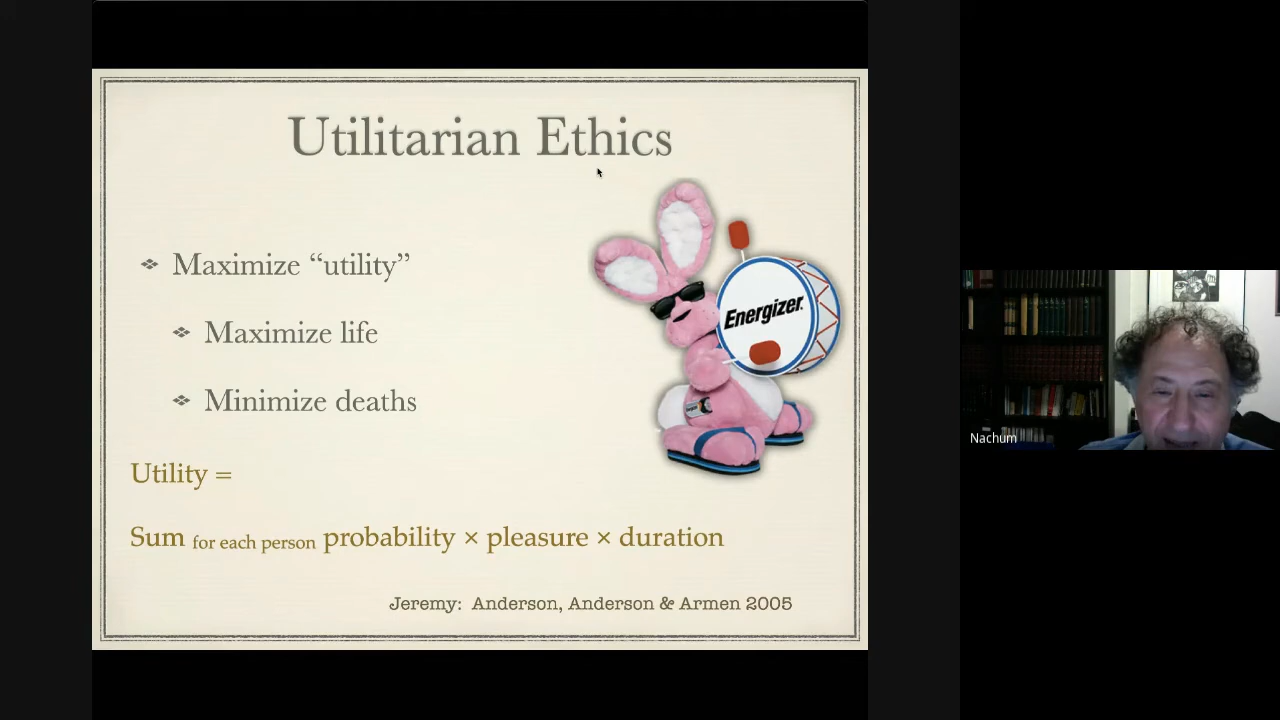 Utilitarian Ethics
❖ Maximize “utility”
❖ Maximize life
❖ Minimize deaths
Energizer
Utility =
Sum for each person probability × pleasure × duration
Jeremy: Anderson, Anderson & Armen 2005
Nachum